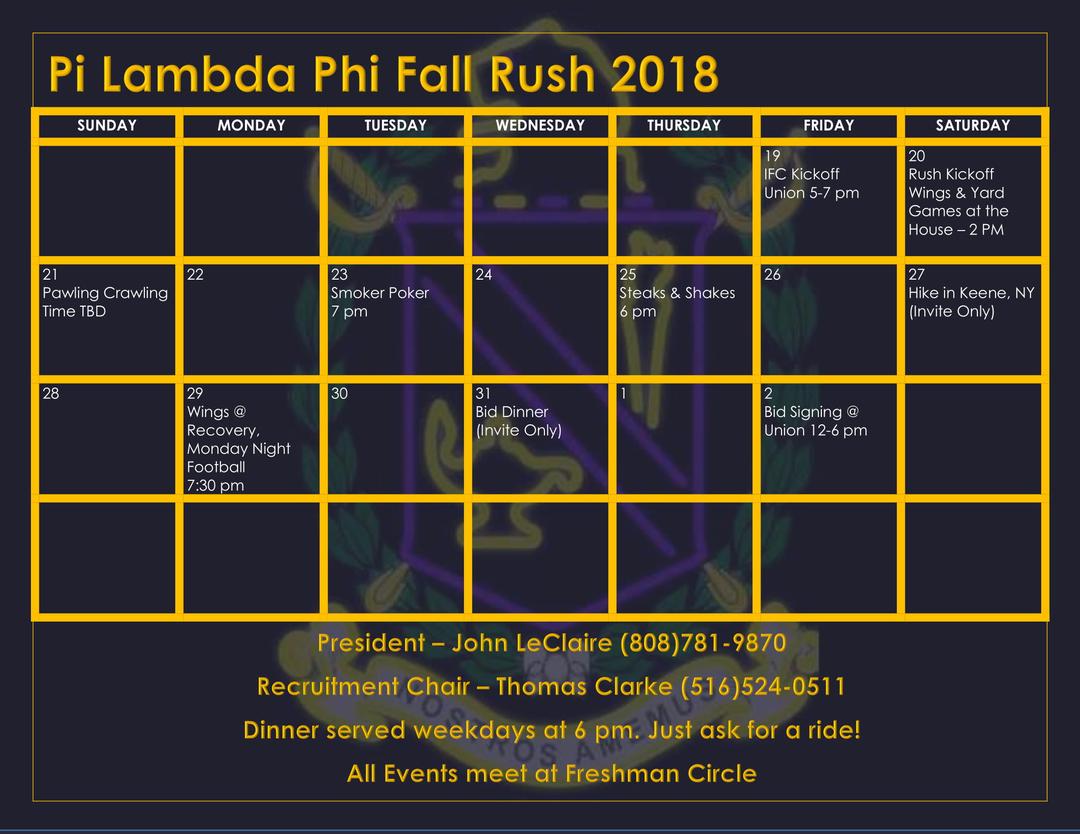 Pi Lambda Phi Fall Rush 2018
SUNDAY MONDAY TUESDAY WEDNESDAY THURSDAY FRIDAY SATURDAY
19
IFC Kickoff
Union 5-7 pm
20
Rush Kickoff
Wings & Yard
Games at the
House – 2 PM
21
Pawling Crawling
Time TBD
22
23
Smoker Poker
7 pm
24
25
Steaks & Shakes
6 pm
26
27
Hike in Keene, NY
(Invite Only)
28
29
Wings @
Recovery,
Monday Night
Football
7:30 pm
30
31
Bid Dinner
(Invite Only)
1
2
Bid Signing @
Union 12-6 pm
President – John LeClaire (808)781-9870
Recruitment Chair – Thomas Clarke (516)524-0511
Dinner served weekdays at 6 pm. Just ask for a ride!
All Events meet at Freshman Circle
NOSTROS AMEMUS